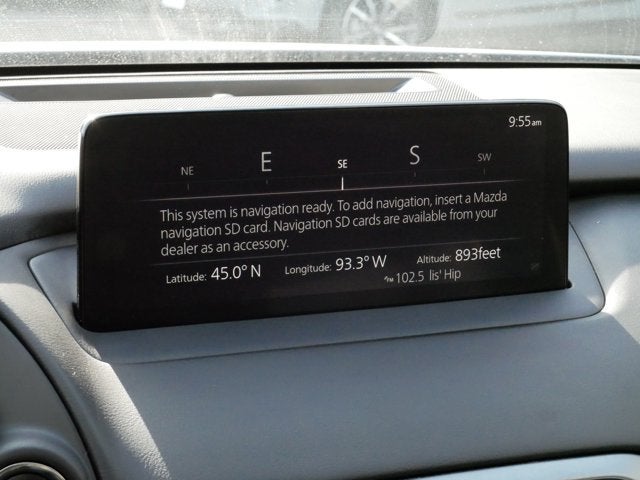 9:55am
NE E SE S SW
This system is navigation ready. To add navigation, insert a Mazda
navigation SD card. Navigation SD cards are available from your
dealer as an accessory.
Latitude: 45.0° N Longitude: 93.3° W Altitude: 893feet
FM 102.5 lis' Hip